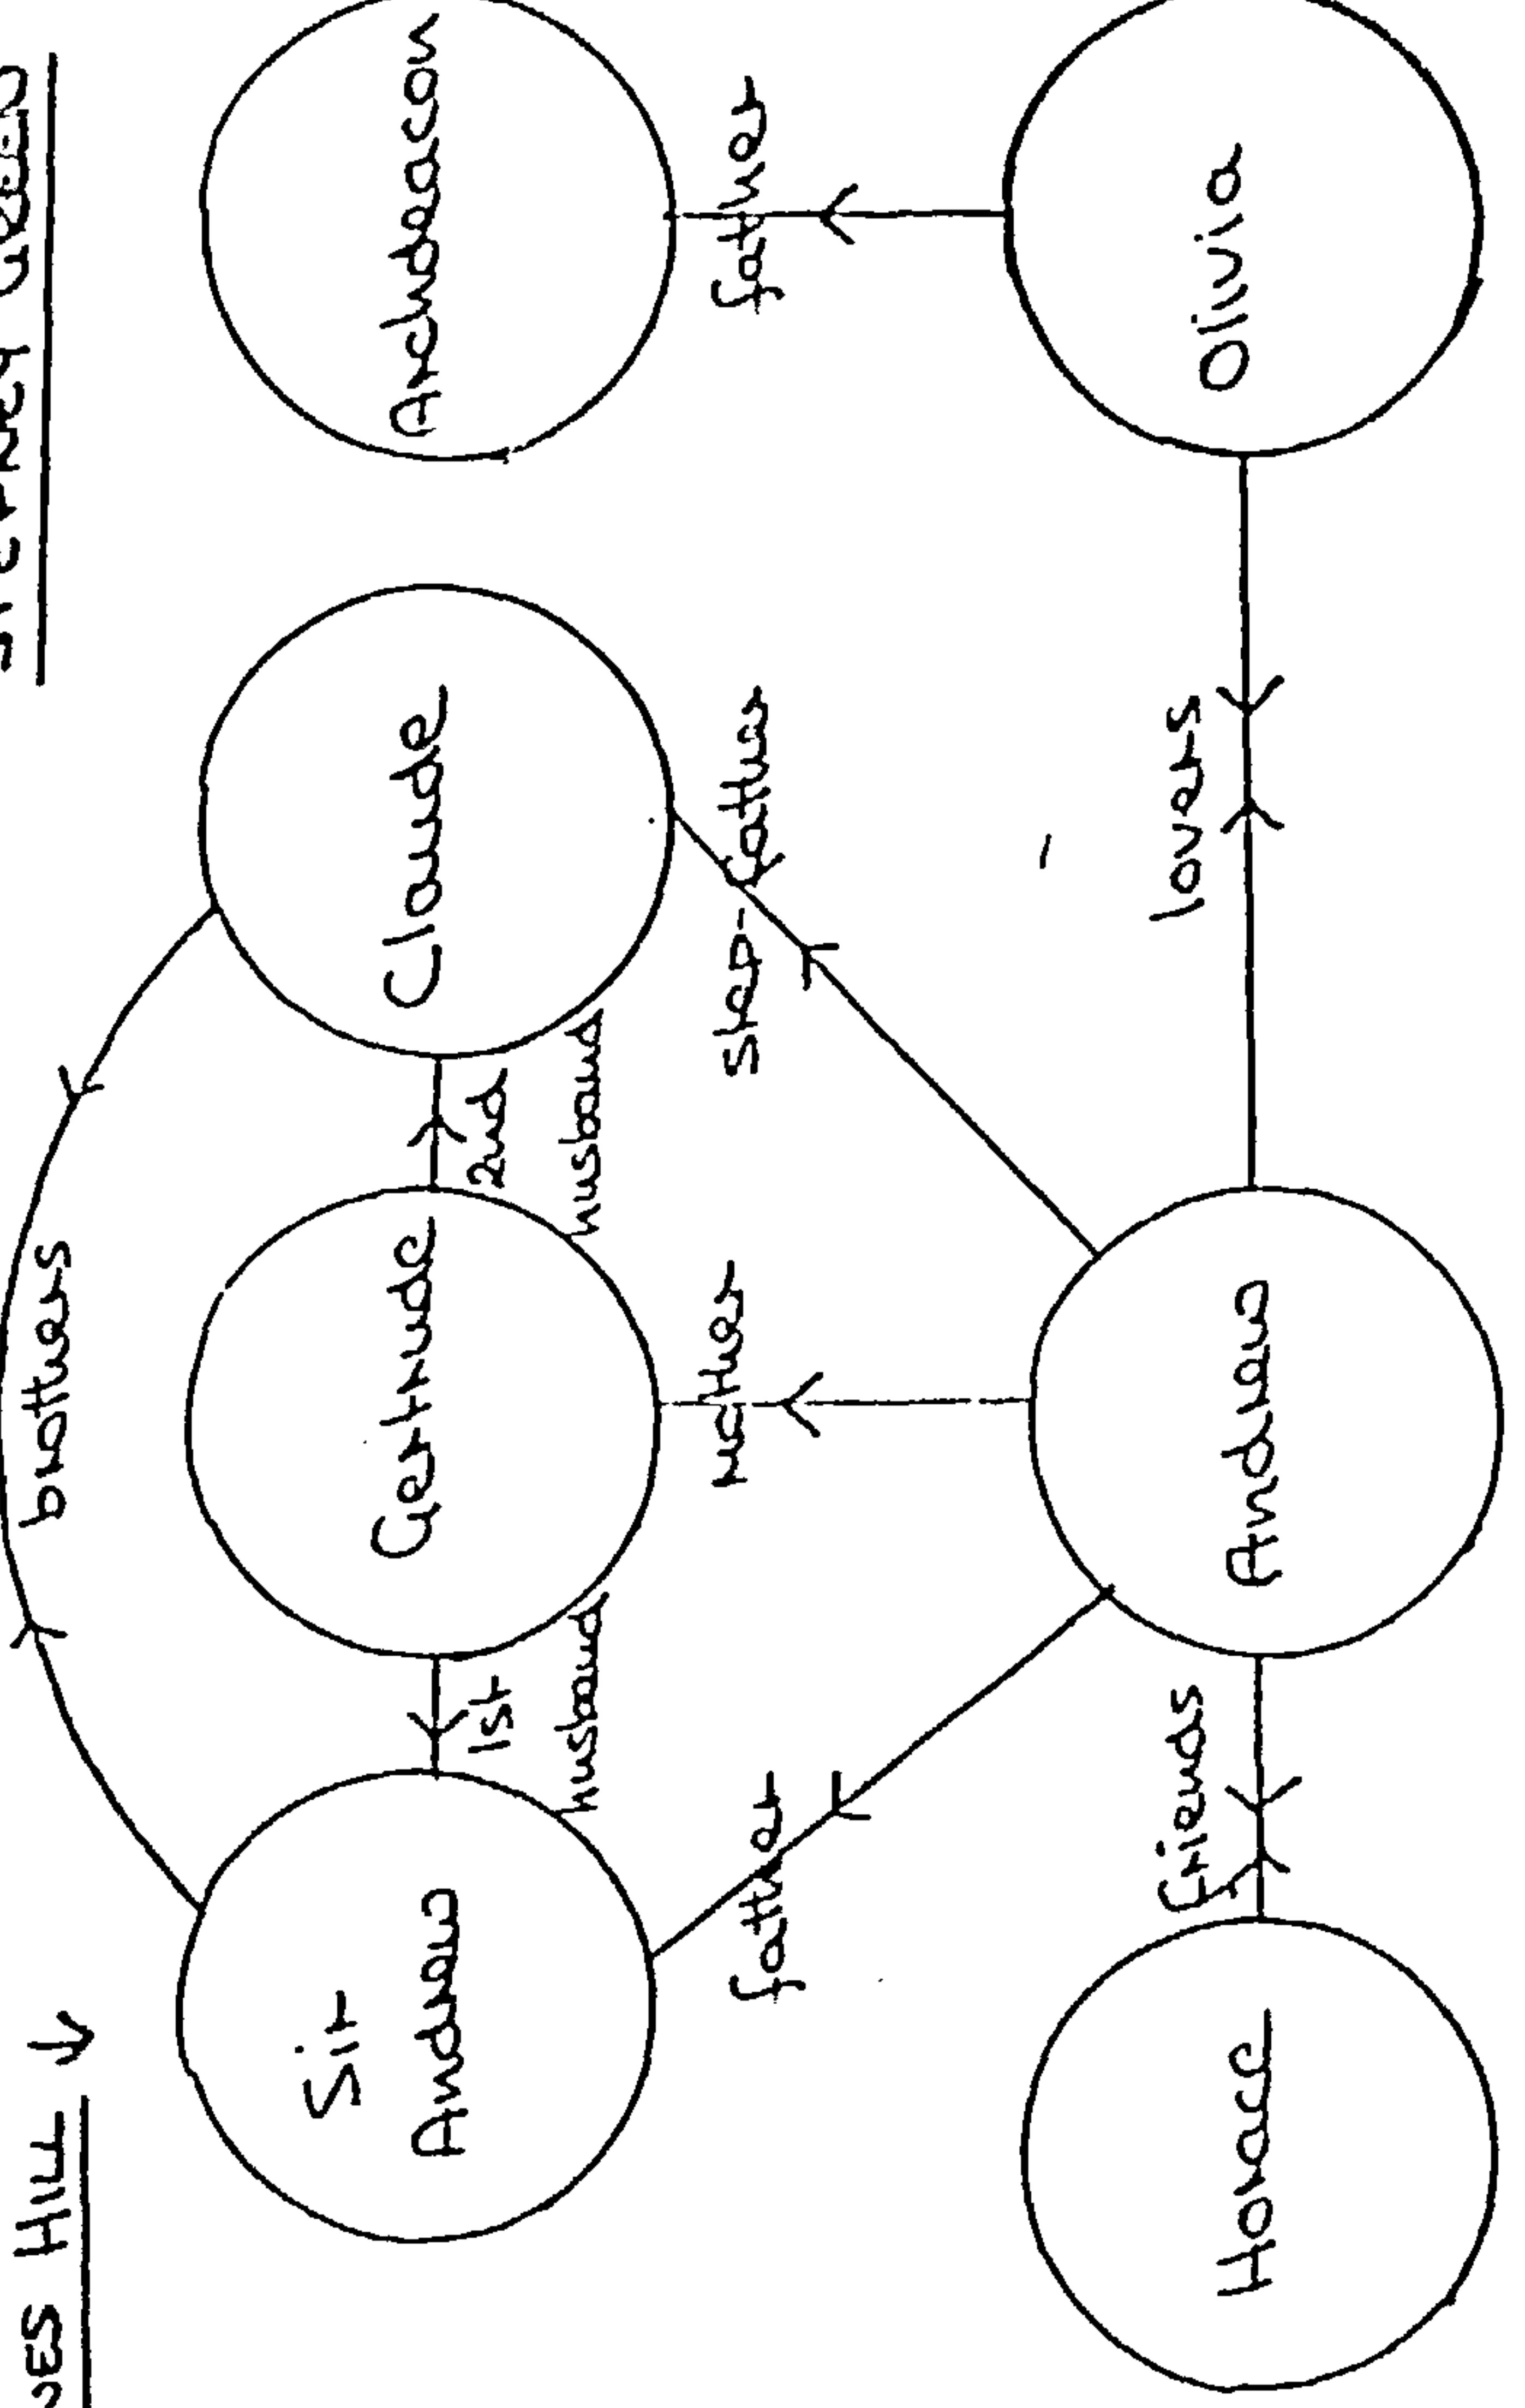 HILL V
brothers
Sir
Andrew Gertrude Claude Archdeacon
1st 2nd
husband husband
father mother step-father father
friends lovers
Horace Andrew Olivia